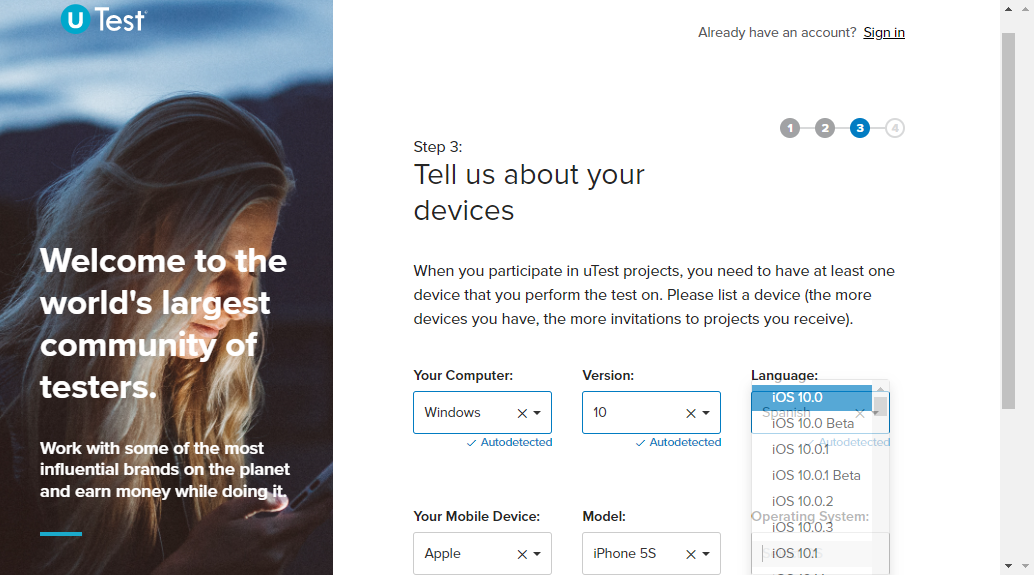 U Test
Already have an account? Sign in
1 2 3 4
Step 3:
Tell us about your
devices
When you participate in uTest projects, you need to have at least one
device that you perform the test on. Please list a device (the more
devices you have, the more invitations to projects you receive).
Welcome to the
world's largest
community of
testers.
Work with some of the most
influential brands on the planet
and earn money while doing it.
Your Computer: Version: Language:
Windows 10 Spanish
Autodetected Autodetected Autodetected
iOS 10.0
iOS 10.0 Beta
iOS 10.0.1
iOS 10.0.1 Beta
iOS 10.0.2
iOS 10.0.3
iOS 10.1
Your Mobile Device: Model: Operating System:
Apple iPhone 5S